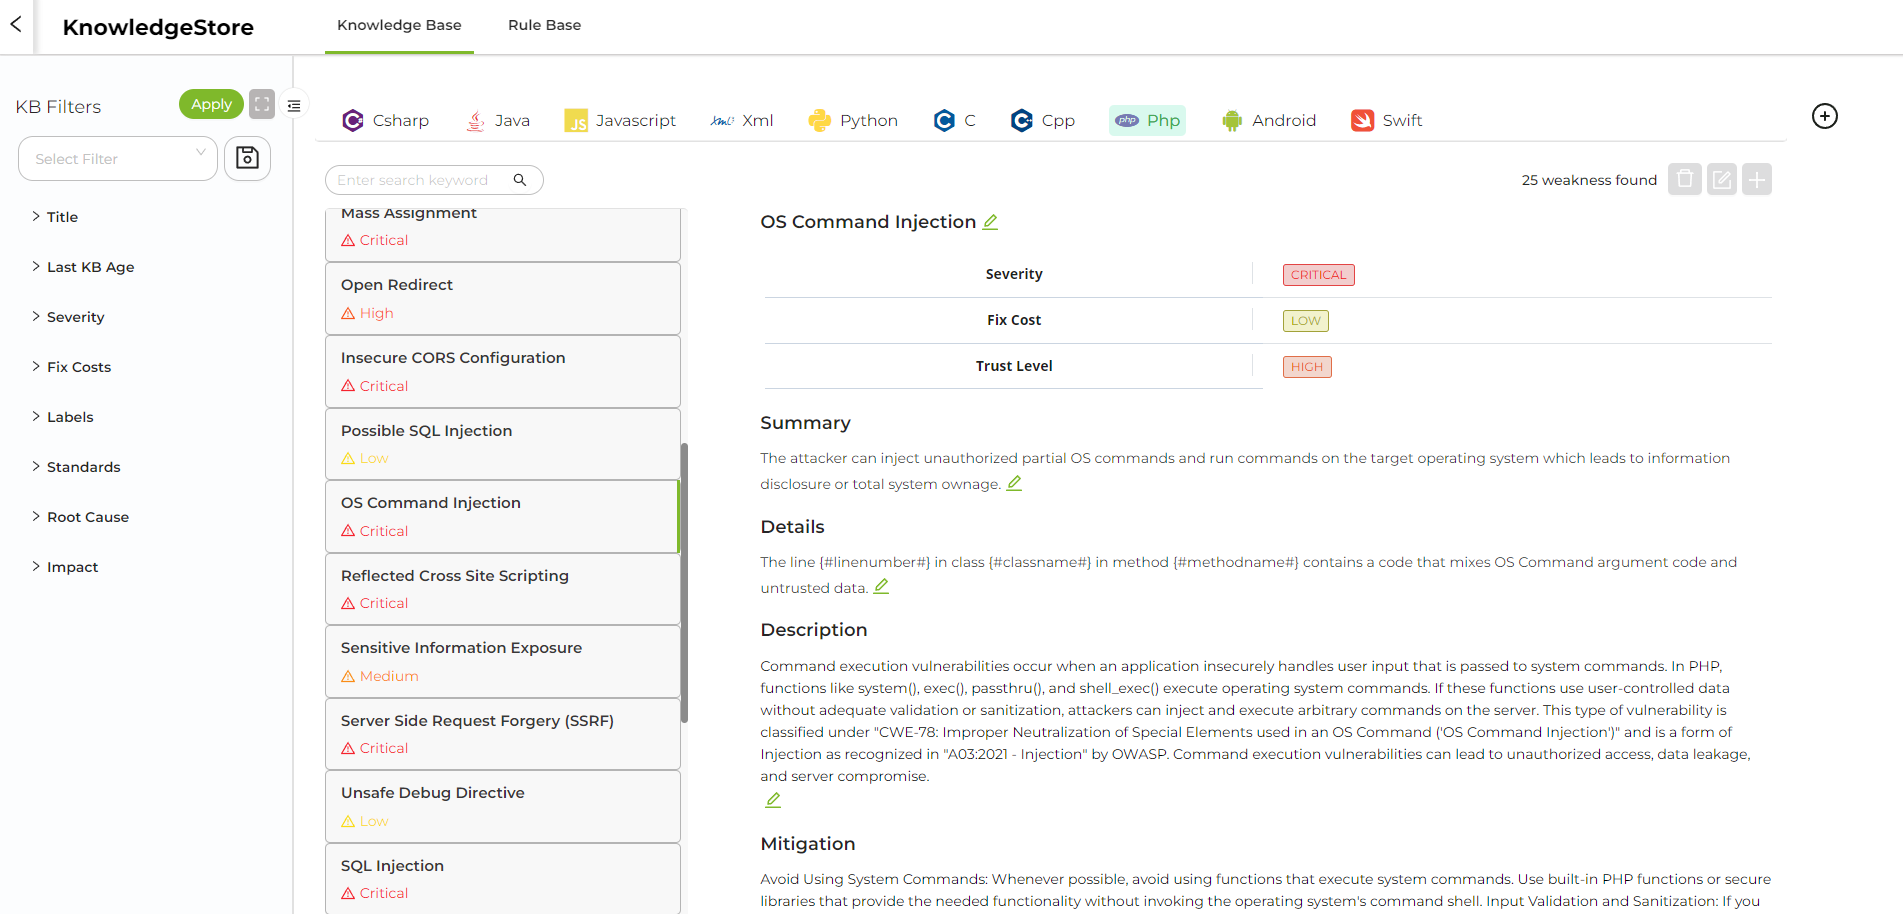 KnowledgeStore
Knowledge Base
Rule Base
KB Filters
Apply
Select Filter
Title
Last KB Age
Severity
Fix Costs
Labels
Standards
Root Cause
Impact
Csharp
Java
JS
Javascript
Xml
Xml
Python
C
C
Cpp
php
Php
Android
Swift
Enter search keyword
25 weakness found
Mass Assignment
Critical
Open Redirect
High
Insecure CORS Configuration
Critical
Possible SQL Injection
Low
OS Command Injection
Critical
Reflected Cross Site Scripting
Critical
Sensitive Information Exposure
Medium
Server Side Request Forgery (SSRF)
Critical
Unsafe Debug Directive
Low
SQL Injection
Critical
OS Command Injection
Severity CRITICAL
Fix Cost LOW
Trust Level HIGH
Summary
The attacker can inject unauthorized partial OS commands and run commands on the target operating system which leads to information
disclosure or total system ownage.
Details
The line {#linenumber#} in class {#classname#} in method {#methodname#} contains a code that mixes OS Command argument code and
untrusted data.
Description
Command execution vulnerabilities occur when an application insecurely handles user input that is passed to system commands. In PHP,
functions like system(), exec(), passthru(), and shell_exec() execute operating system commands. If these functions use user-controlled data
without adequate validation or sanitization, attackers can inject and execute arbitrary commands on the server. This type of vulnerability is
classified under "CWE-78: Improper Neutralization of Special Elements used in an OS Command ('OS Command Injection')" and is a form of
Injection as recognized in "A03:2021 - Injection" by OWASP. Command execution vulnerabilities can lead to unauthorized access, data leakage,
and server compromise.
Mitigation
Avoid Using System Commands: Whenever possible, avoid using functions that execute system commands. Use built-in PHP functions or secure
libraries that provide the needed functionality without invoking the operating system's command shell. Input Validation and Sanitization: If you